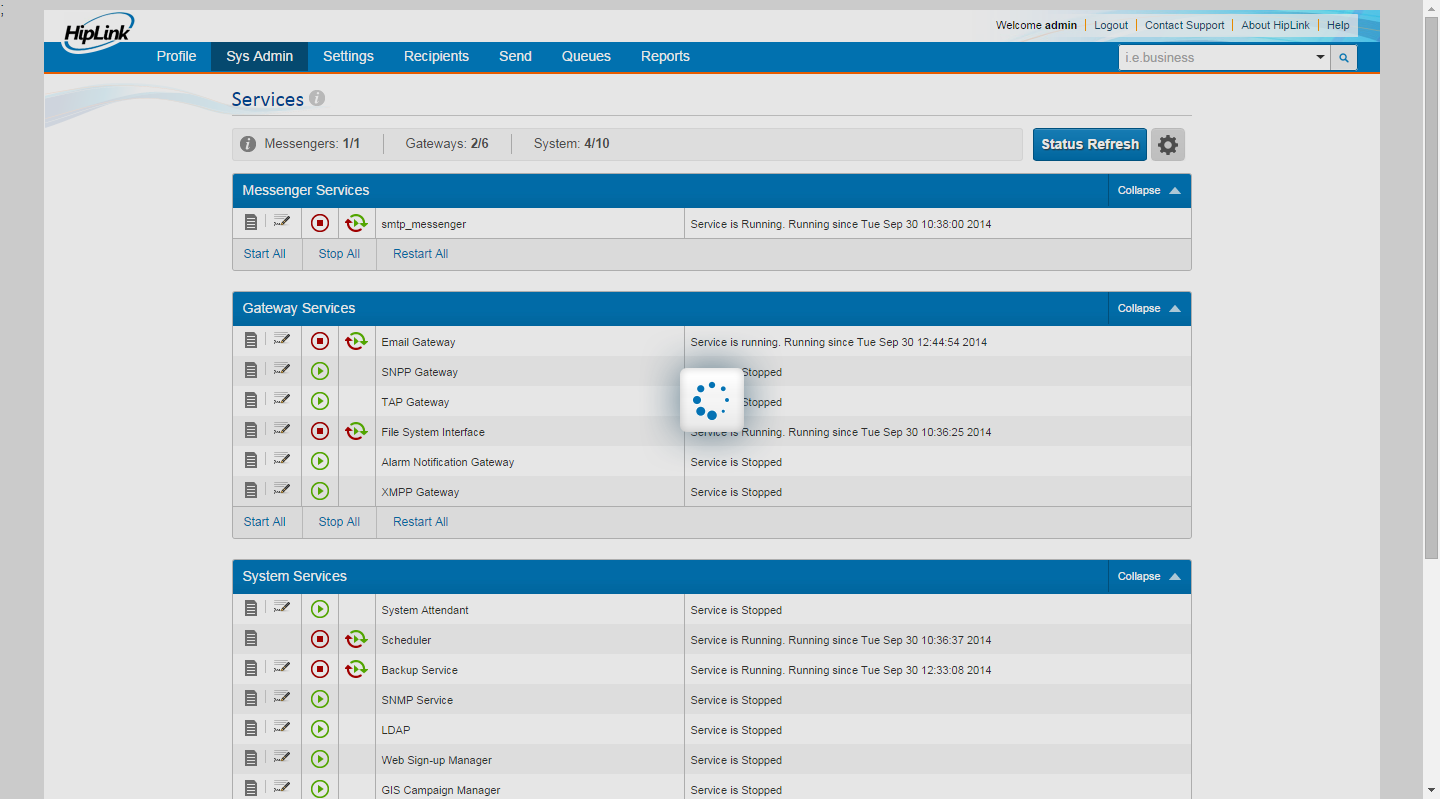 ;
HipLink
Welcome admin Logout Contact Support About HipLink Help
Profile Sys Admin Settings Recipients Send Queues Reports i.e.business
Services
Messengers: 1/1 Gateways: 2/6 System: 4/10 Status Refresh
Messenger Services Collapse
smtp_messenger Service is Running. Running since Tue Sep 30 10:38:00 2014
Start All Stop All Restart All
Gateway Services Collapse
Email Gateway Service is running. Running since Tue Sep 30 12:44:54 2014
SNPP Gateway Stopped
TAP Gateway Stopped
File System Interface Service is Running. Running since Tue Sep 30 10:36:25 2014
Alarm Notification Gateway Service is Stopped
XMPP Gateway Service is Stopped
Start All Stop All Restart All
System Services Collapse
System Attendant Service is Stopped
Scheduler Service is Running. Running since Tue Sep 30 10:36:37 2014
Backup Service Service is Running. Running since Tue Sep 30 12:33:08 2014
SNMP Service Service is Stopped
LDAP Service is Stopped
Web Sign-up Manager Service is Stopped
GIS Campaign Manager Service is Stopped